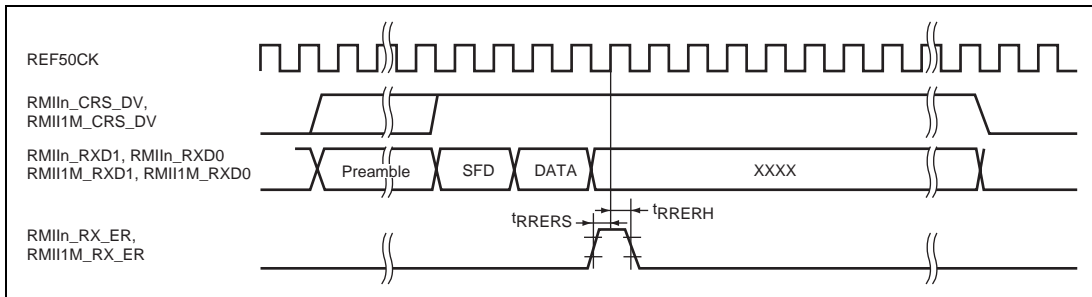 REF50CK
RMIIn_CRS_DV,
RMII1M_CRS_DV
RMIIn_RXD1, RMIIn_RXD0
RMII1M_RXD1, RMII1M_RXD0
Preamble SFD DATA XXXX
tRRERS
tRRERH
RMIIn_RX_ER,
RMII1M_RX_ER